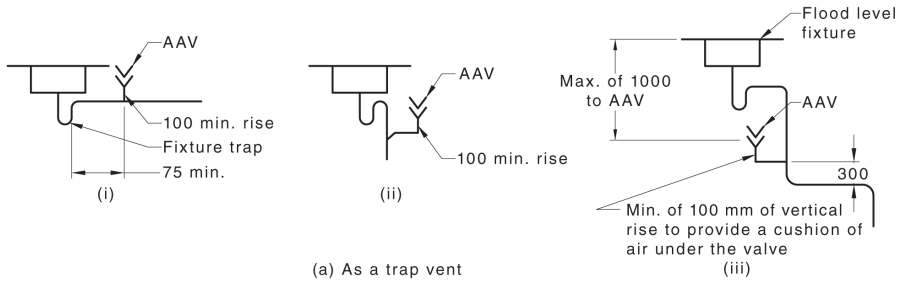 AAV
100 min. rise
Fixture trap
75 min.
(i)
AAV
100 min. rise
(ii)
Flood level
fixture
Max. of 1000
to AAV
AAV
300
Min. of 100 mm of vertical
rise to provide a cushion of
air under the valve
(iii)
(a) As a trap vent